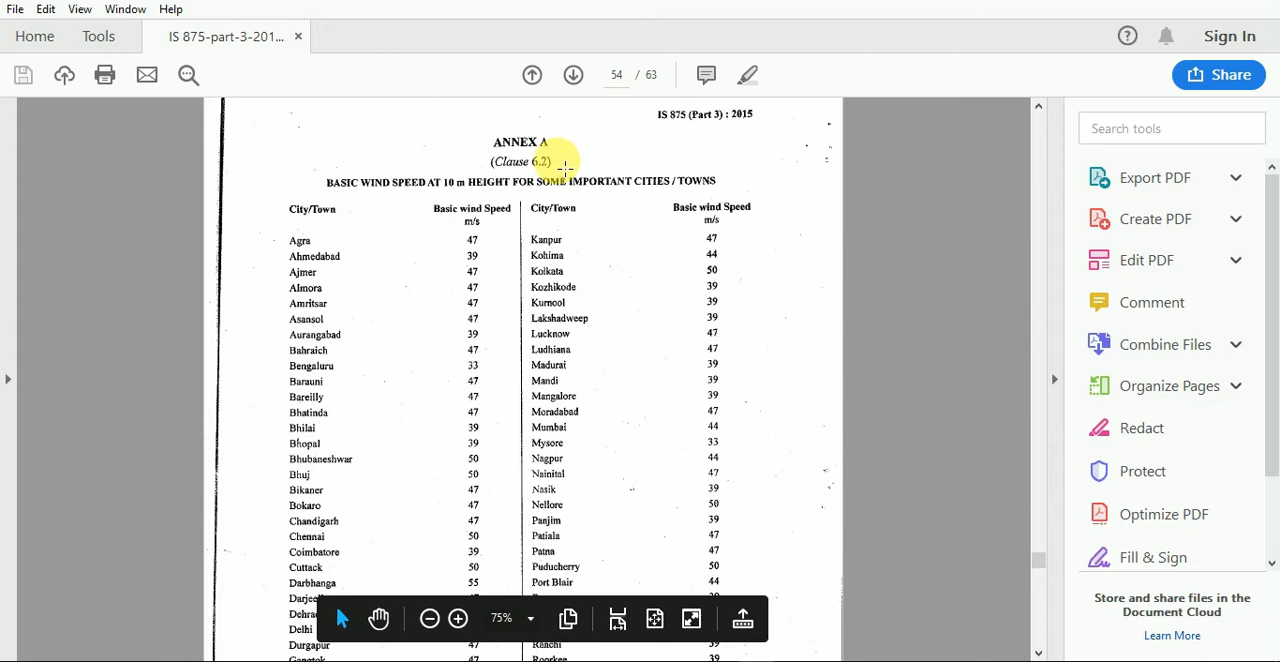 File Edit View Window Help
Home Tools IS 875-part-3-201... × Sign In
54 / 63 Share
IS 875 (Part 3) : 2015
ANNEX A
(Clause 6.2)
BASIC WIND SPEED AT 10 m HEIGHT FOR SOME IMPORTANT CITIES / TOWNS
City/Town Basic wind Speed City/Town Basic wind Speed
m/s m/s
Agra 47 Kanpur 47
Ahmedabad 39 Kohima 44
Ajmer 47 Kolkata 50
Almora 47 Kozhikode 39
Amritsar 47 Kurnool 39
Asansol 47 Lakshadweep 39
Aurangabad 39 Lucknow 47
Bahraich 47 Ludhiana 47
Bengaluru 33 Madurai 39
Barauni 47 Mandi 39
Bareilly 47 Mangalore 39
Bhatinda 47 Moradabad 47
Bhilai 39 Mumbai 44
Bhopal 39 Mysore 33
Bhubaneshwar 50 Nagpur 44
Bhuj 50 Nainital 47
Bikaner 47 Nasik 39
Bokaro 47 Nellore 50
Chandigarh 47 Panjim 39
Chennai 50 Patiala 47
Coimbatore 39 Patna 47
Cuttack 50 Puducherry 50
Darbhanga 55 Port Blair 44
Delhi
Durgapur 47 Ranchi 39
Gangtok 47 Roorkee 39
75%
Search tools
Export PDF
Create PDF
Edit PDF
Comment
Combine Files
Organize Pages
Redact
Protect
Optimize PDF
Fill & Sign
Store and share files in the
Document Cloud
Learn More